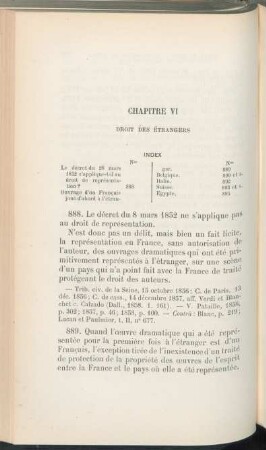 CHAPITRE VI
DROIT DES ÉTRANGERS
INDEX
Nos
Le décret du 28 mars
1852 s'applique-t-il au
droit de représenta-
tion? 888
Ouvrage d'un Français
joué d'abord à l'étran-
Nos
ger. 889
Belgique. 890 et
Italie. 892
Suisse. 893 et
Égypte. 895
888. Le décret du 8 mars 1852 ne s'applique pas
au droit de représentation.
N'est donc pas un délit, mais bien un fait licite,
la représentation en France, sans autorisation de
l'auteur, des ouvrages dramatiques qui ont été pri-
mitivement représentés à l'étranger, sur une scène
d'un pays qui n'a point fait avec la France de traité
protégeant le droit des auteurs.
— Trib. civ. de la Seine, 13 octobre 1856; C. de Paris, 13
déc. 1856; C. de cass., 14 décembre 1857, aff. Verdi et Blan-
chet c. Calzado (Dall., 1858. 1. 161). — V. Pataille, 1856,
p. 302; 1857, p. 46; 1858, p. 100. — Contrà: Blanc, p. 219;
Lacan et Paulmier, t. II, n° 677.
889. Quand l'œuvre dramatique qui a été repré-
sentée pour la première fois à l'étranger est d'un
Français, l'exception tirée de l'inexistence d'un traité
de protection de la propriété des œuvres de l'esprit
entre la France et le pays où elle a été représentée,